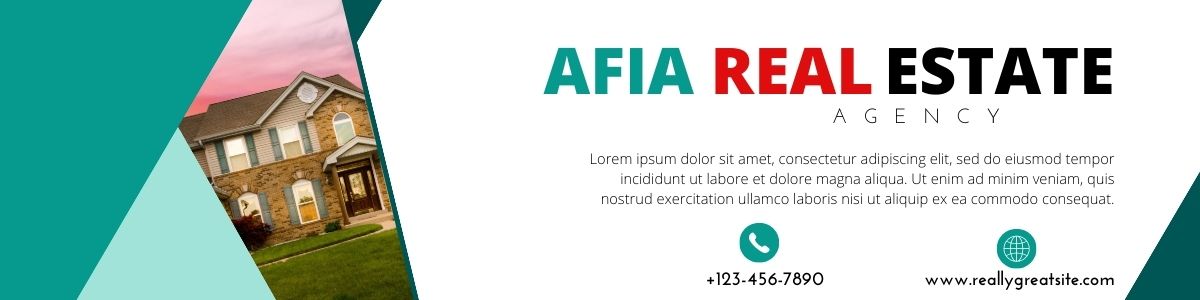 AFIA REAL ESTATE
AGENCY
Lorem ipsum dolor sit amet, consectetur adipiscing elit, sed do eiusmod tempor
incididunt ut labore et dolore magna aliqua. Ut enim ad minim veniam, quis
nostrud exercitation ullamco laboris nisi ut aliquip ex ea commodo consequat.
+123-456-7890
www.reallygreatsite.com